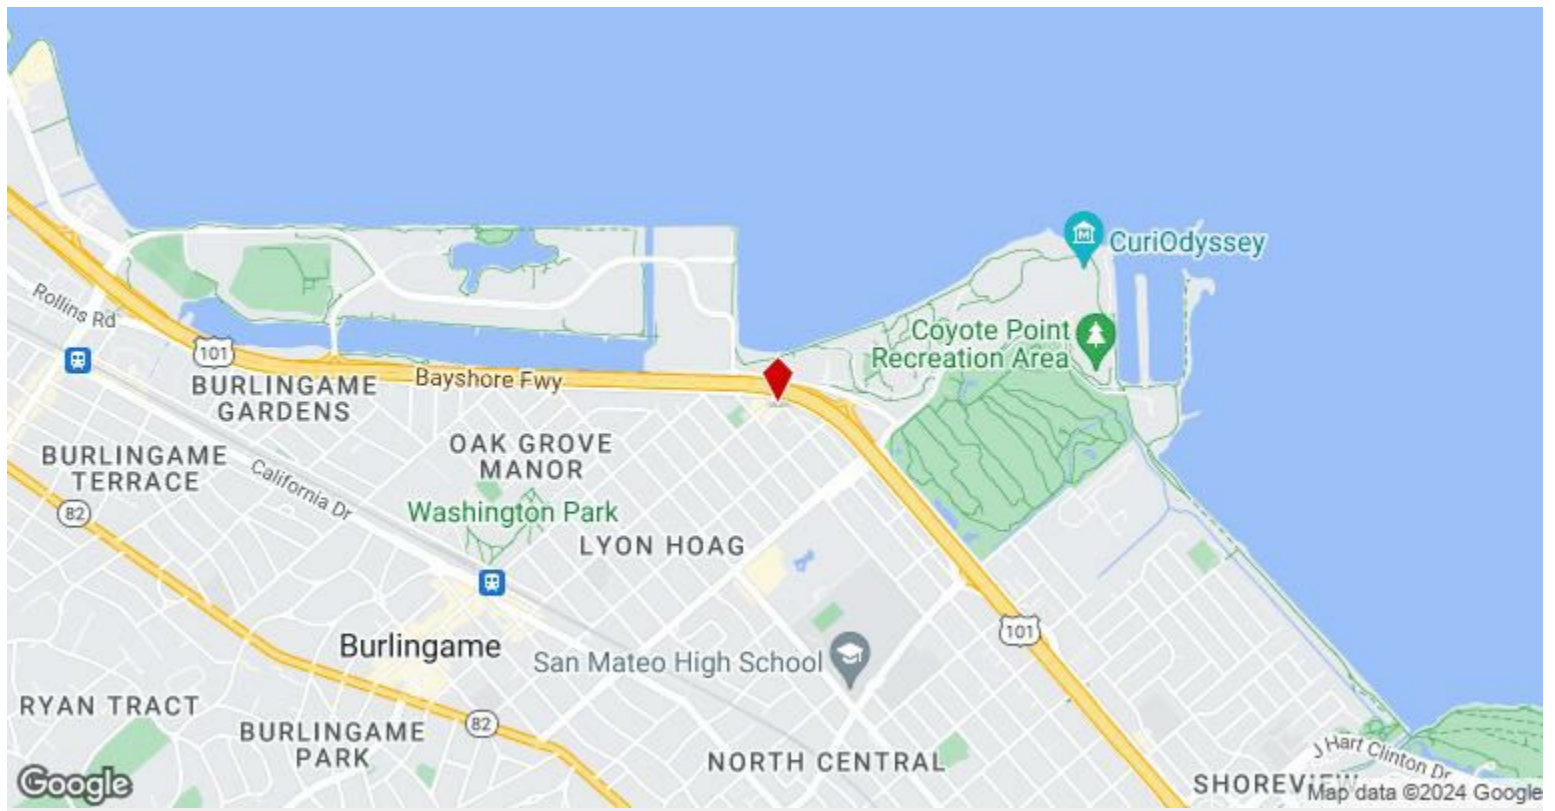 CuriOdyssey
Rollins Rd
Coyote Point
Recreation Area
101
Bayshore Fwy
BURLINGAME
GARDENS
OAK GROVE
MANOR
BURLINGAME
TERRACE
California Dr
82
Washington Park
LYON HOAG
101
Burlingame
San Mateo High School
RYAN TRACT
82
BURLINGAME
PARK
NORTH CENTRAL
J Hart Clinton Dr
SHOREVIEW
Google
Map data ©2024 Google